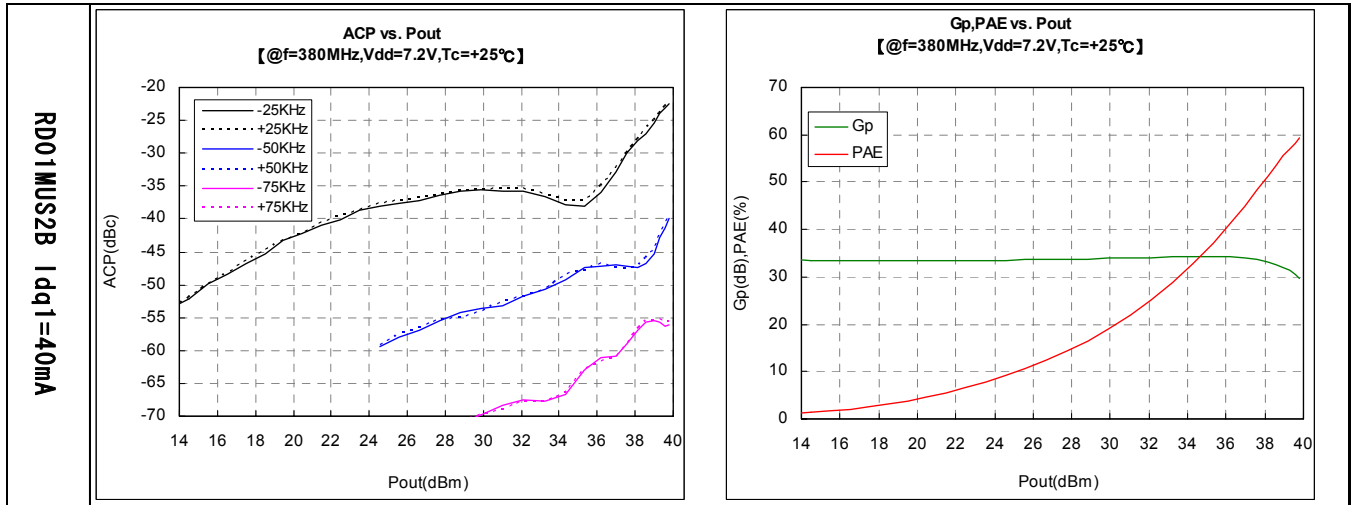 RD01MUS2B Idq1=40mA
ACP vs. Pout
【@f=380MHz,Vdd=7.2V,Tc=+25℃】
-20
-25
-30
-35
-40
-45
-50
-55
-60
-65
-70
ACP(dBc)
-25KHz
+25KHz
-50KHz
+50KHz
-75KHz
+75KHz
14 16 18 20 22 24 26 28 30 32 34 36 38 40
Pout(dBm)
Gp,PAE vs. Pout
【@f=380MHz,Vdd=7.2V,Tc=+25℃】
70
60
50
40
30
20
10
0
Gp(dB),PAE(%)
Gp
PAE
14 16 18 20 22 24 26 28 30 32 34 36 38 40
Pout(dBm)